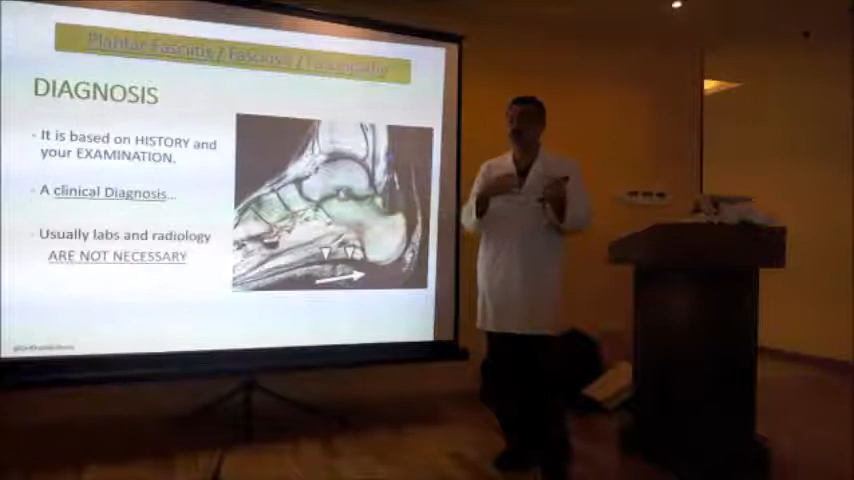 Plantar Fasciitis / Fasciosis / Fasciopathy
DIAGNOSIS
- It is based on HISTORY and
your EXAMINATION.
- A clinical Diagnosis...
- Usually labs and radiology
ARE NOT NECESSARY